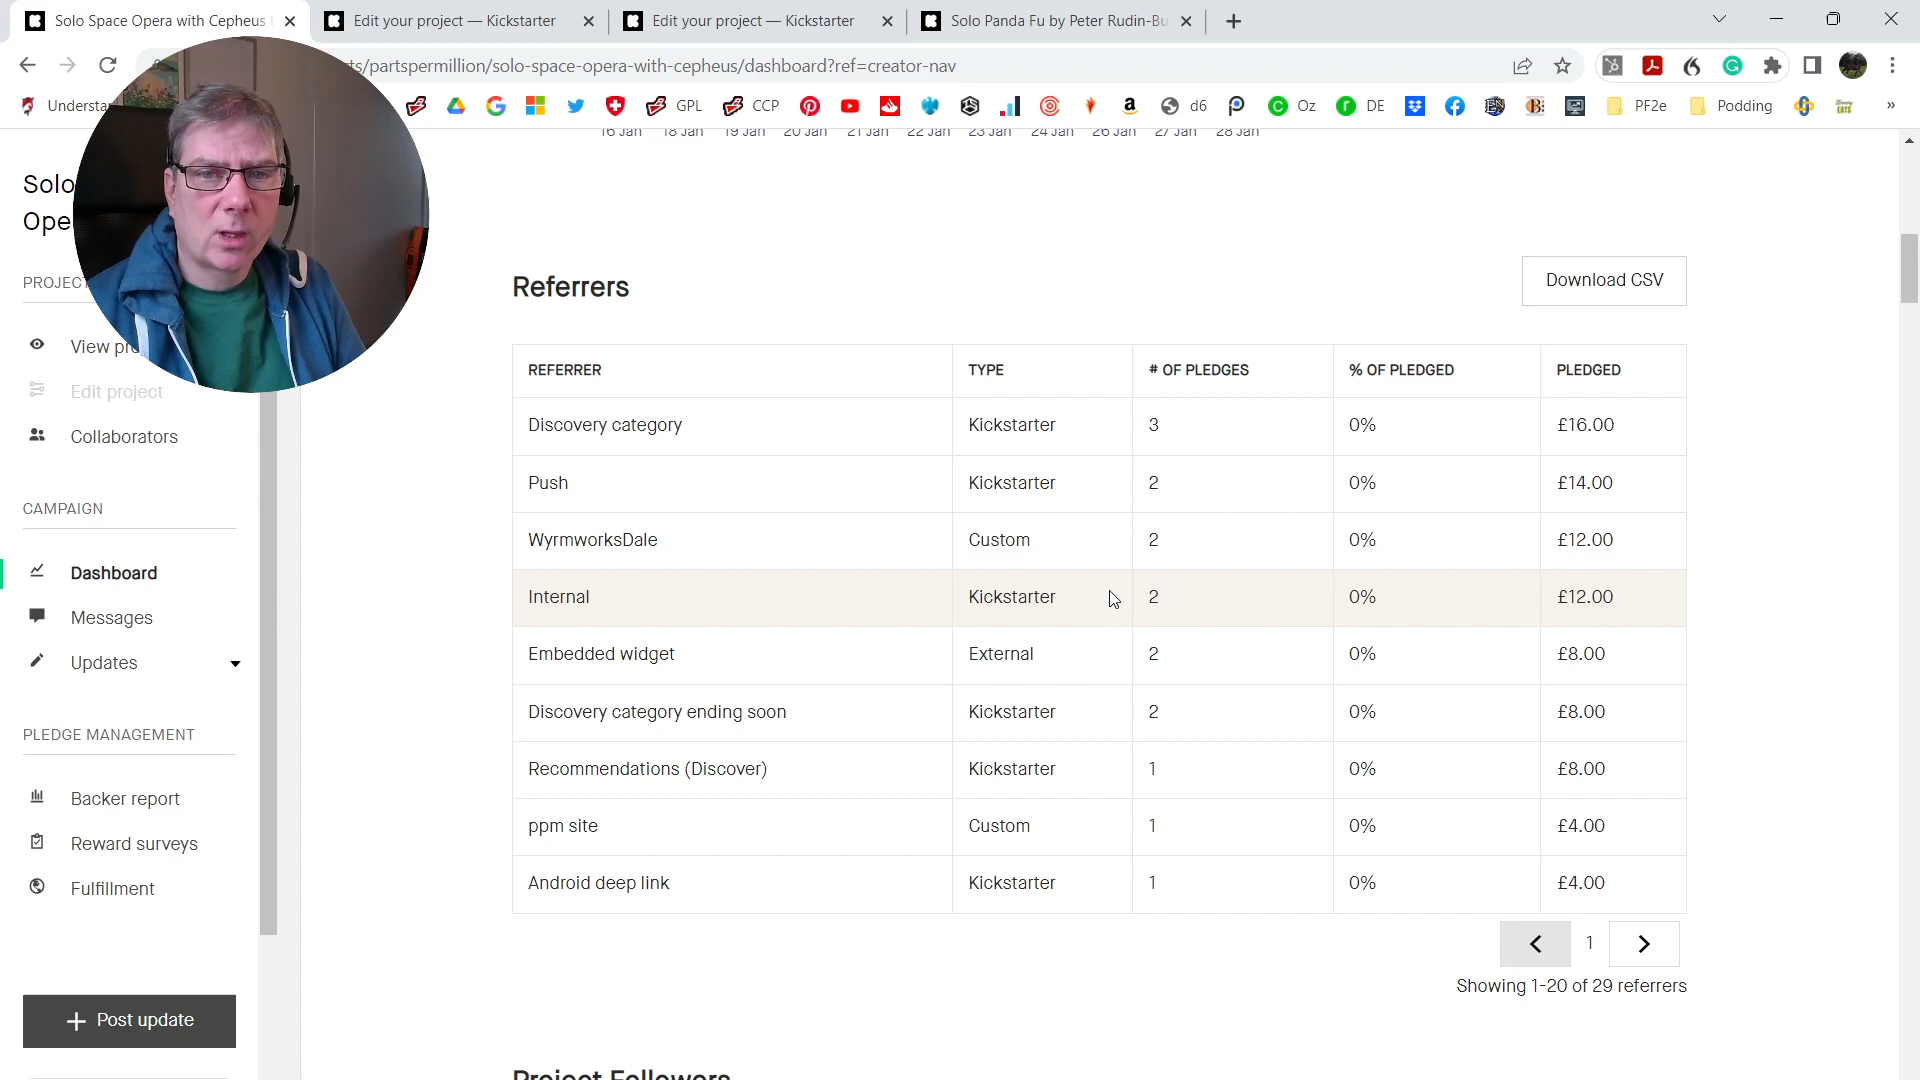 Solo Space Opera with Cepheus
Edit your project — Kickstarter
Edit your project — Kickstarter
Solo Panda Fu by Peter Rudin-Bu
ts/partspermillion/solo-space-opera-with-cepheus/dashboard?ref=creator-nav
GPL
CCP
d6
Oz
DE
PF2e
Podding
»
16 Jan 18 Jan 19 Jan 20 Jan 21 Jan 22 Jan 23 Jan 24 Jan 26 Jan 27 Jan 28 Jan
Solo
Ope
PROJECT
View pro
Edit project
Collaborators
CAMPAIGN
Dashboard
Messages
Updates
PLEDGE MANAGEMENT
Backer report
Reward surveys
Fulfillment
+ Post update
Referrers
Download CSV
REFERRER TYPE # OF PLEDGES % OF PLEDGED PLEDGED
Discovery category Kickstarter 3 0% £16.00
Push Kickstarter 2 0% £14.00
WyrmworksDale Custom 2 0% £12.00
Internal Kickstarter 2 0% £12.00
Embedded widget External 2 0% £8.00
Discovery category ending soon Kickstarter 2 0% £8.00
Recommendations (Discover) Kickstarter 1 0% £8.00
ppm site Custom 1 0% £4.00
Android deep link Kickstarter 1 0% £4.00
1
Showing 1-20 of 29 referrers
Project Followers